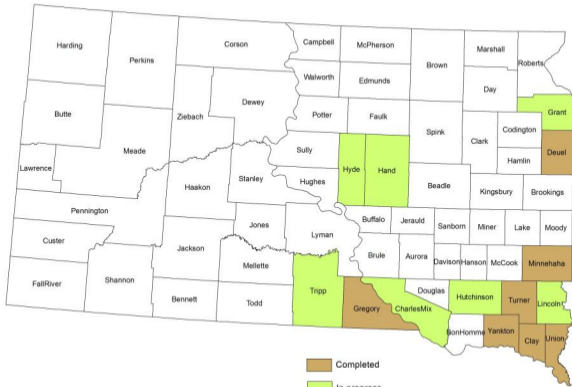 Harding
Perkins
Corson
Campbell
McPherson
Brown
Marshall
Roberts
Walworth
Edmunds
Day
Butte
Ziebach
Dewey
Potter
Faulk
Spink
Clark
Codington
Grant
Meade
Sully
Hyde
Hand
Hamlin
Deuel
Lawrence
Haakon
Stanley
Hughes
Beadle
Kingsbury
Brookings
Pennington
Jones
Lyman
Buffalo
Jerauld
Sanborn
Miner
Lake
Moody
Custer
Jackson
Mellette
Brule
Aurora
Davison
Hanson
McCook
Minnehaha
FallRiver
Shannon
Bennett
Todd
Tripp
Gregory
CharlesMix
Douglas
Hutchinson
Turner
Lincoln
BonHomme
Yankton
Clay
Union
Completed
In progress